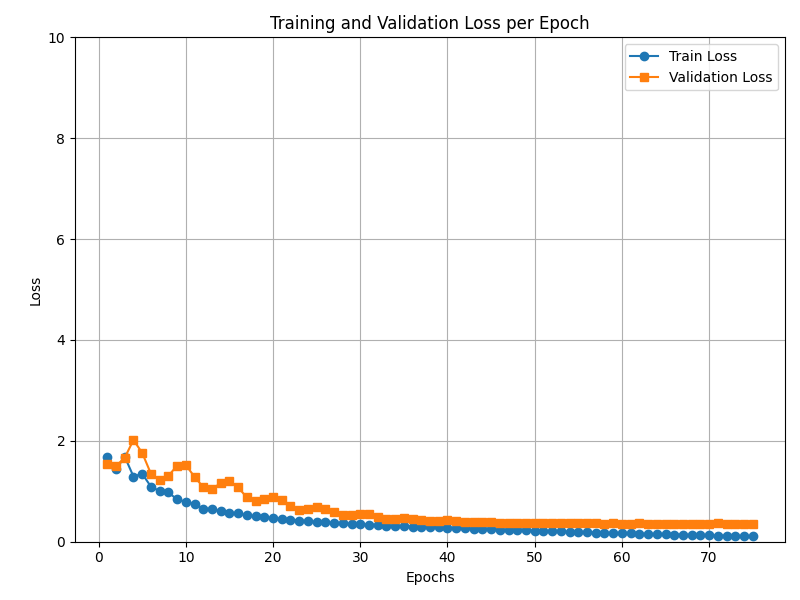 Training and Validation Loss per Epoch
Train Loss
Validation Loss
Loss
10
8
6
4
2
0
0 10 20 30 40 50 60 70
Epochs